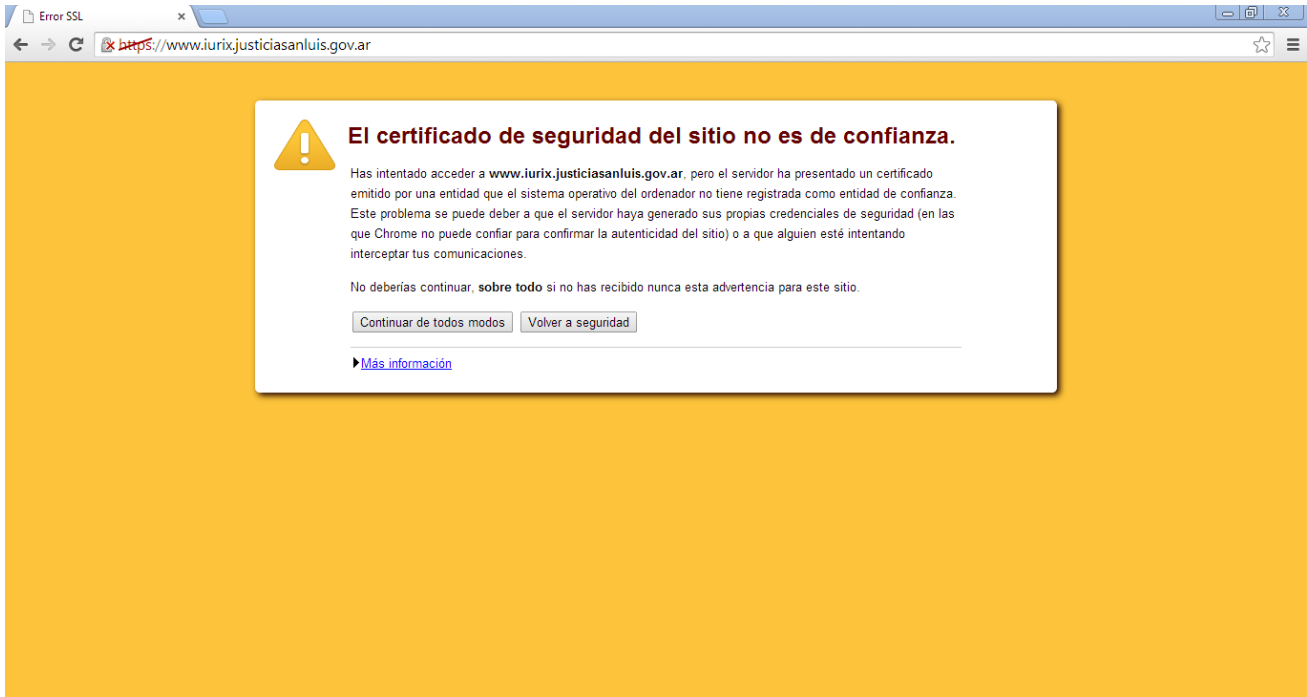 Error SSL
https://www.iurix.justiciasanluis.gov.ar
El certificado de seguridad del sitio no es de confianza.
Has intentado acceder a www.iurix.justiciasanluis.gov.ar, pero el servidor ha presentado un certificado
emitido por una entidad que el sistema operativo del ordenador no tiene registrada como entidad de confianza.
Este problema se puede deber a que el servidor haya generado sus propias credenciales de seguridad (en las
que Chrome no puede confiar para confirmar la autenticidad del sitio) o a que alguien esté intentando
interceptar tus comunicaciones.
No deberías continuar, sobre todo si no has recibido nunca esta advertencia para este sitio.
Continuar de todos modos Volver a seguridad
Más información